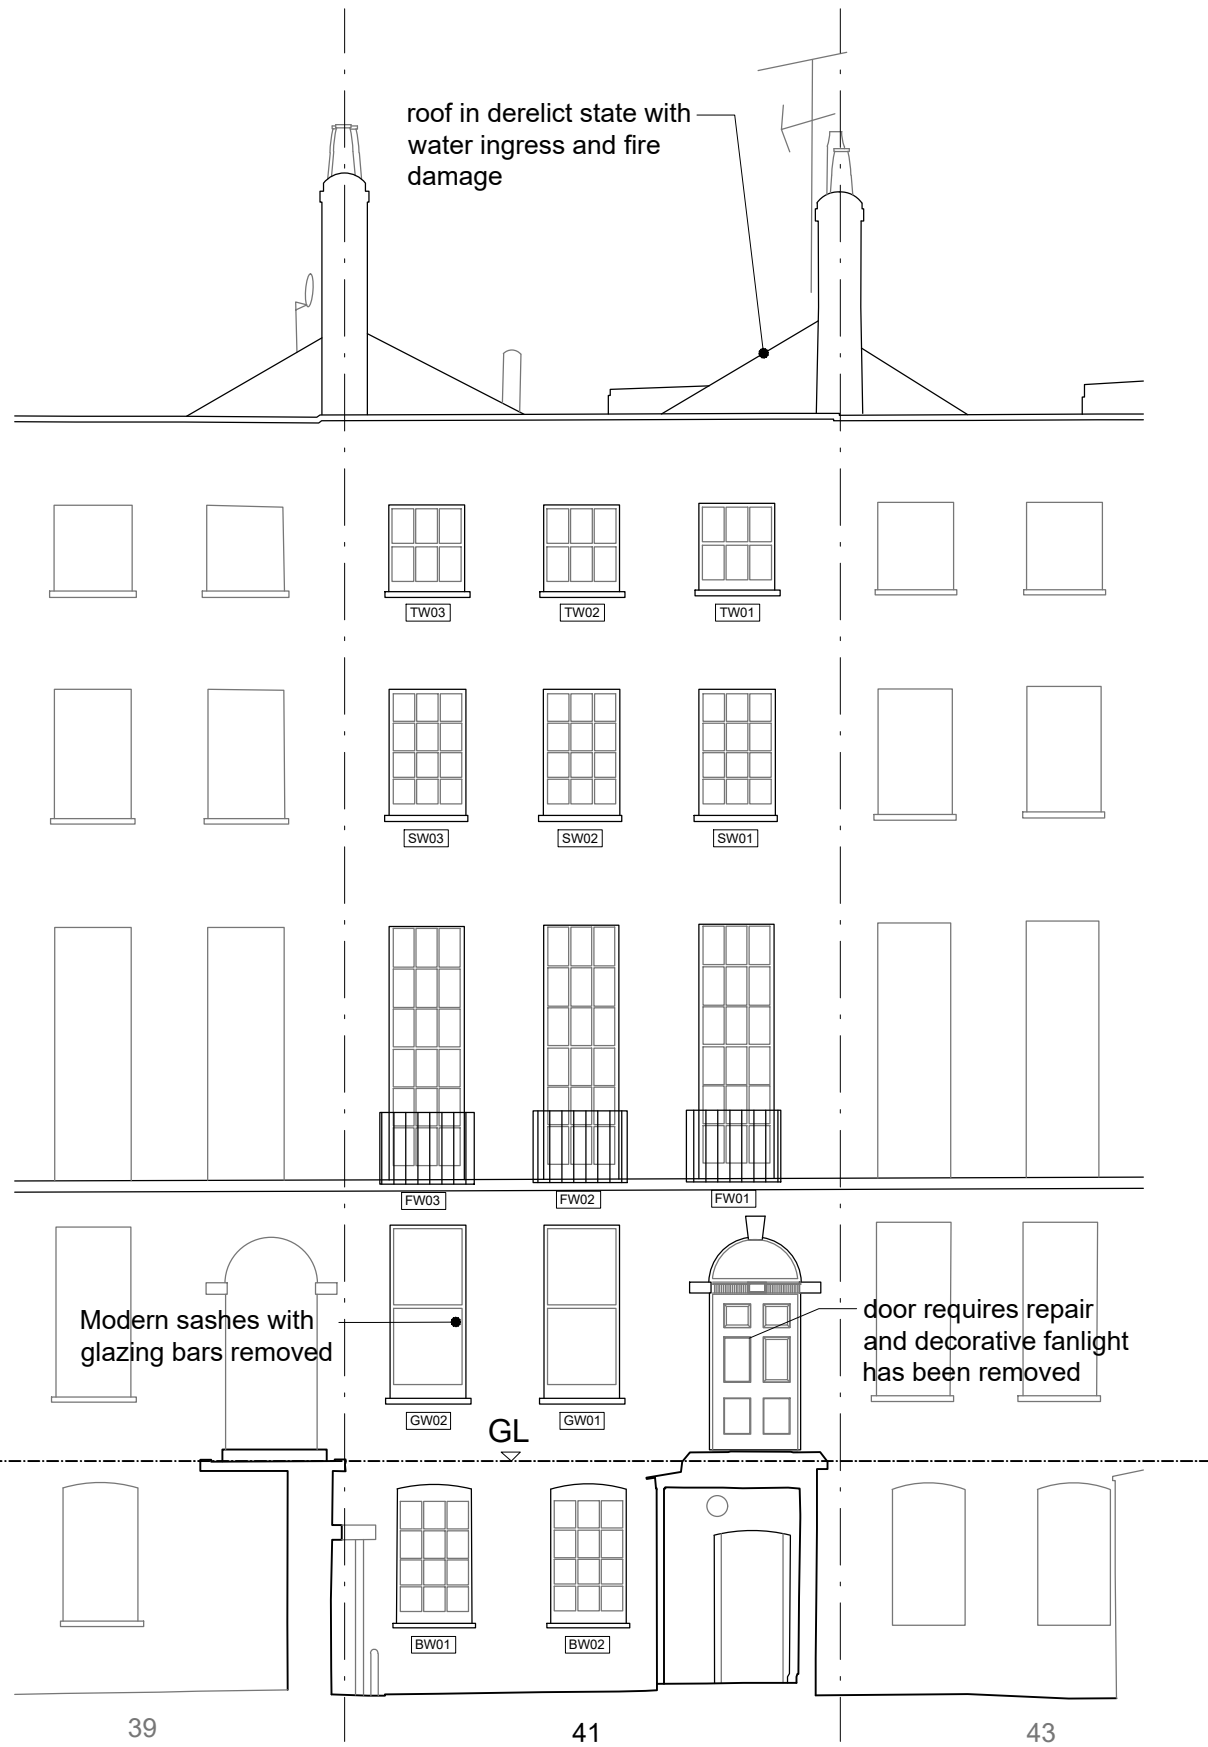 roof in derelict state with
water ingress and fire
damage
TW03
TW02
TW01
SW03
SW02
SW01
FW03
FW02
FW01
Modern sashes with
glazing bars removed
door requires repair
and decorative fanlight
has been removed
GW02
GW01
GL
BW01
BW02
39
41
43